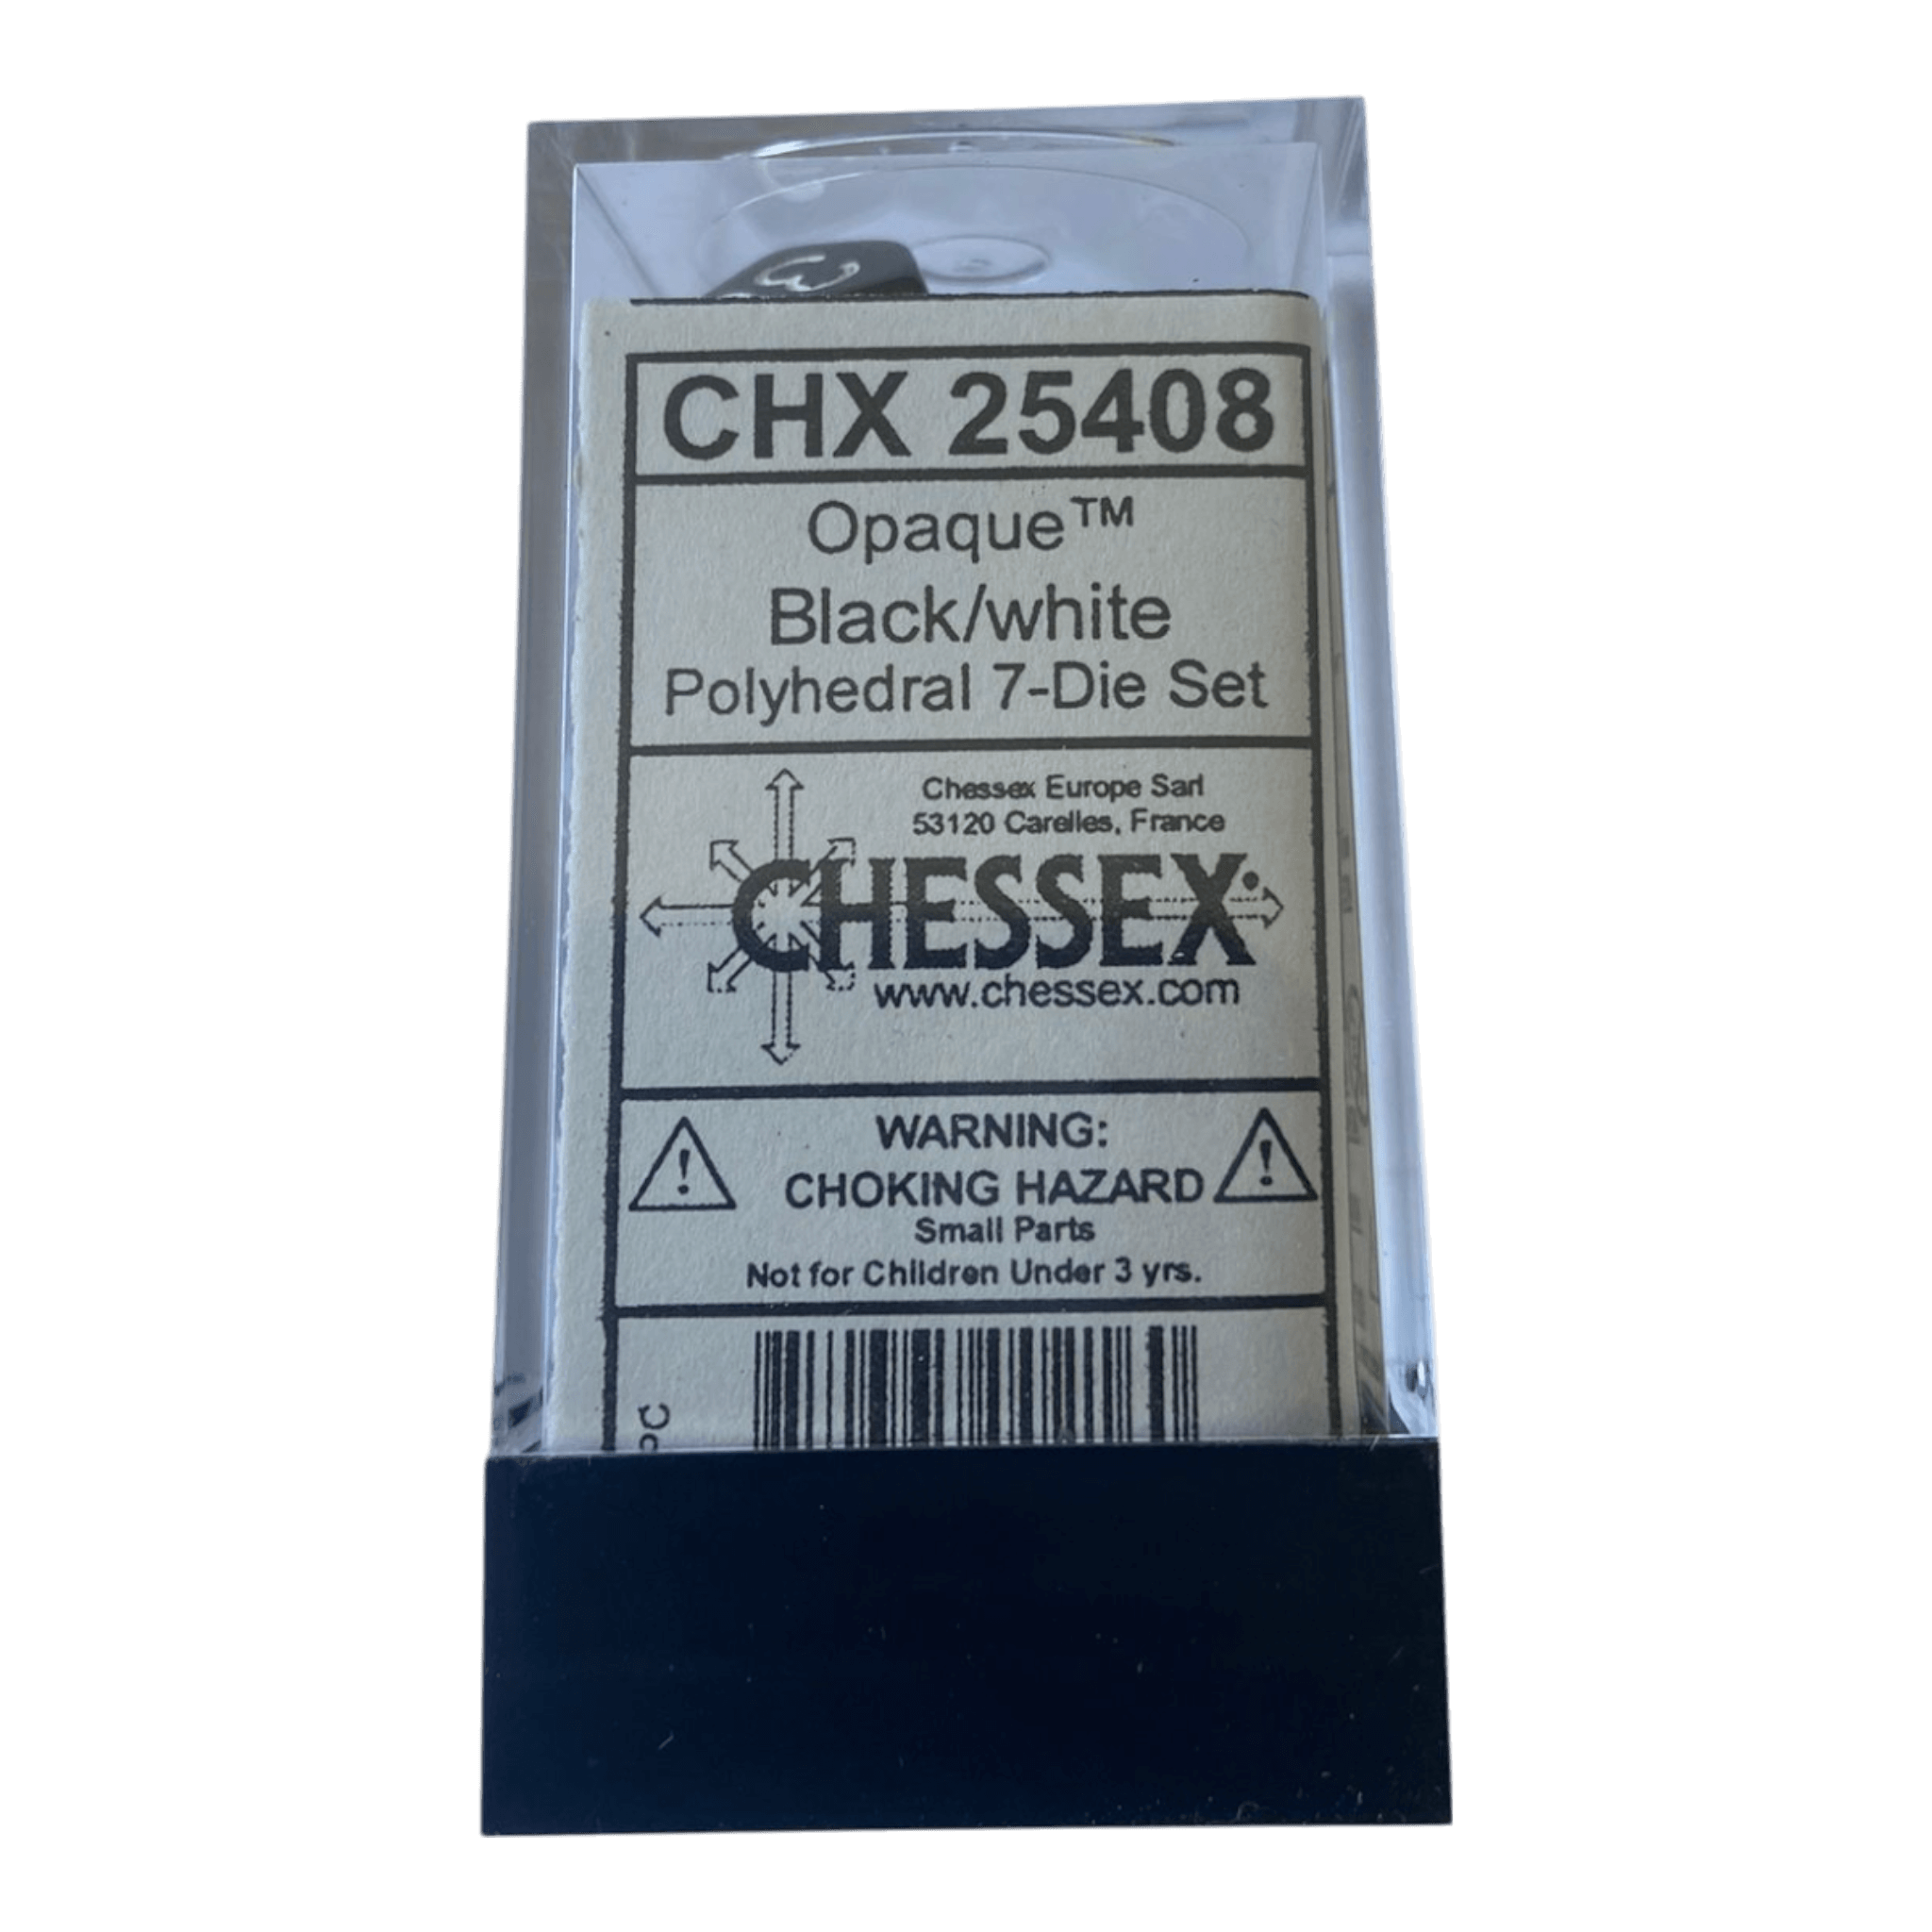 3
CHX 25408
Opaque™
Black/white
Polyhedral 7-Die Set
Chessex Europe Sarl
53120 Carelles, France
CHESSEX
www.chessex.com
! WARNING: !
CHOKING HAZARD
Small Parts
Not for Children Under 3 yrs.